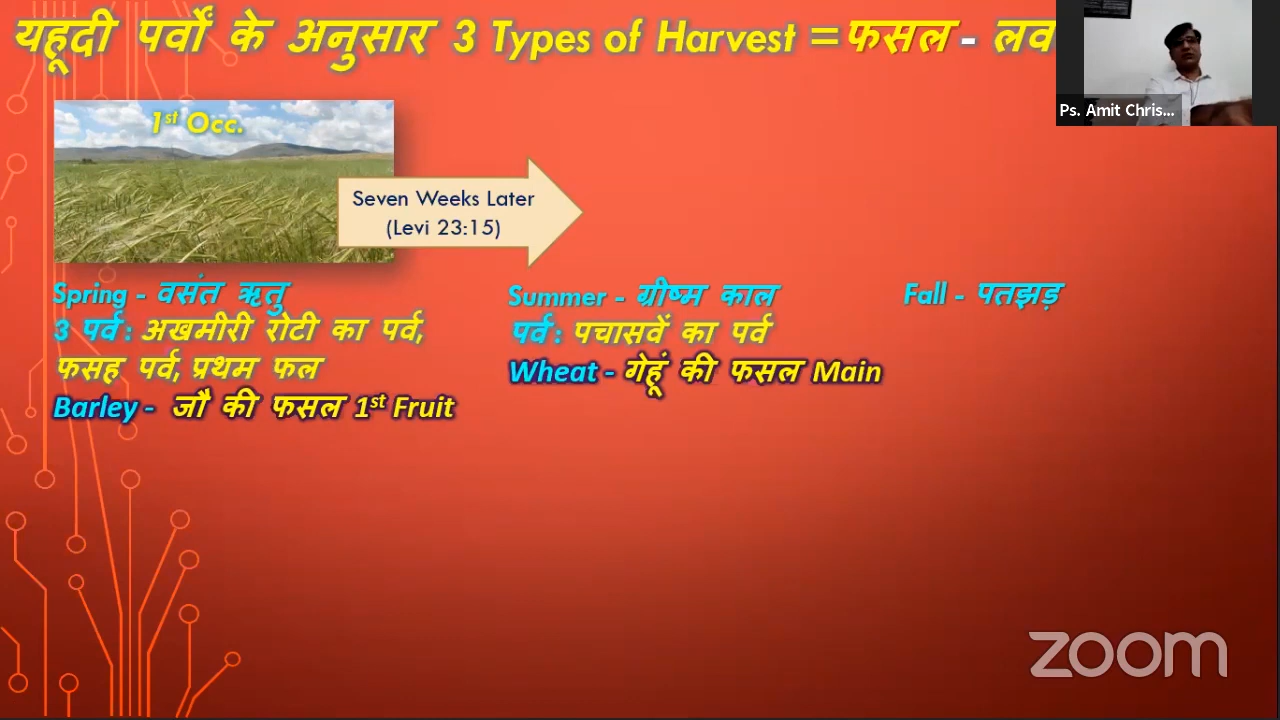 यहूदी पर्वों के अनुसार 3 Types of Harvest =फसल - लव
Ps. Amit Chris...
1st Occ.
Seven Weeks Later
(Levi 23:15)
Spring - वसंत ऋतु
3 पर्व : अखमीरी रोटी का पर्व,
फसह पर्व, प्रथम फल
Barley - जौ की फसल 1st Fruit
Summer - ग्रीष्म काल
पर्व : पचासवें का पर्व
Wheat - गेहूं की फसल Main
Fall - पतझड़
zoom